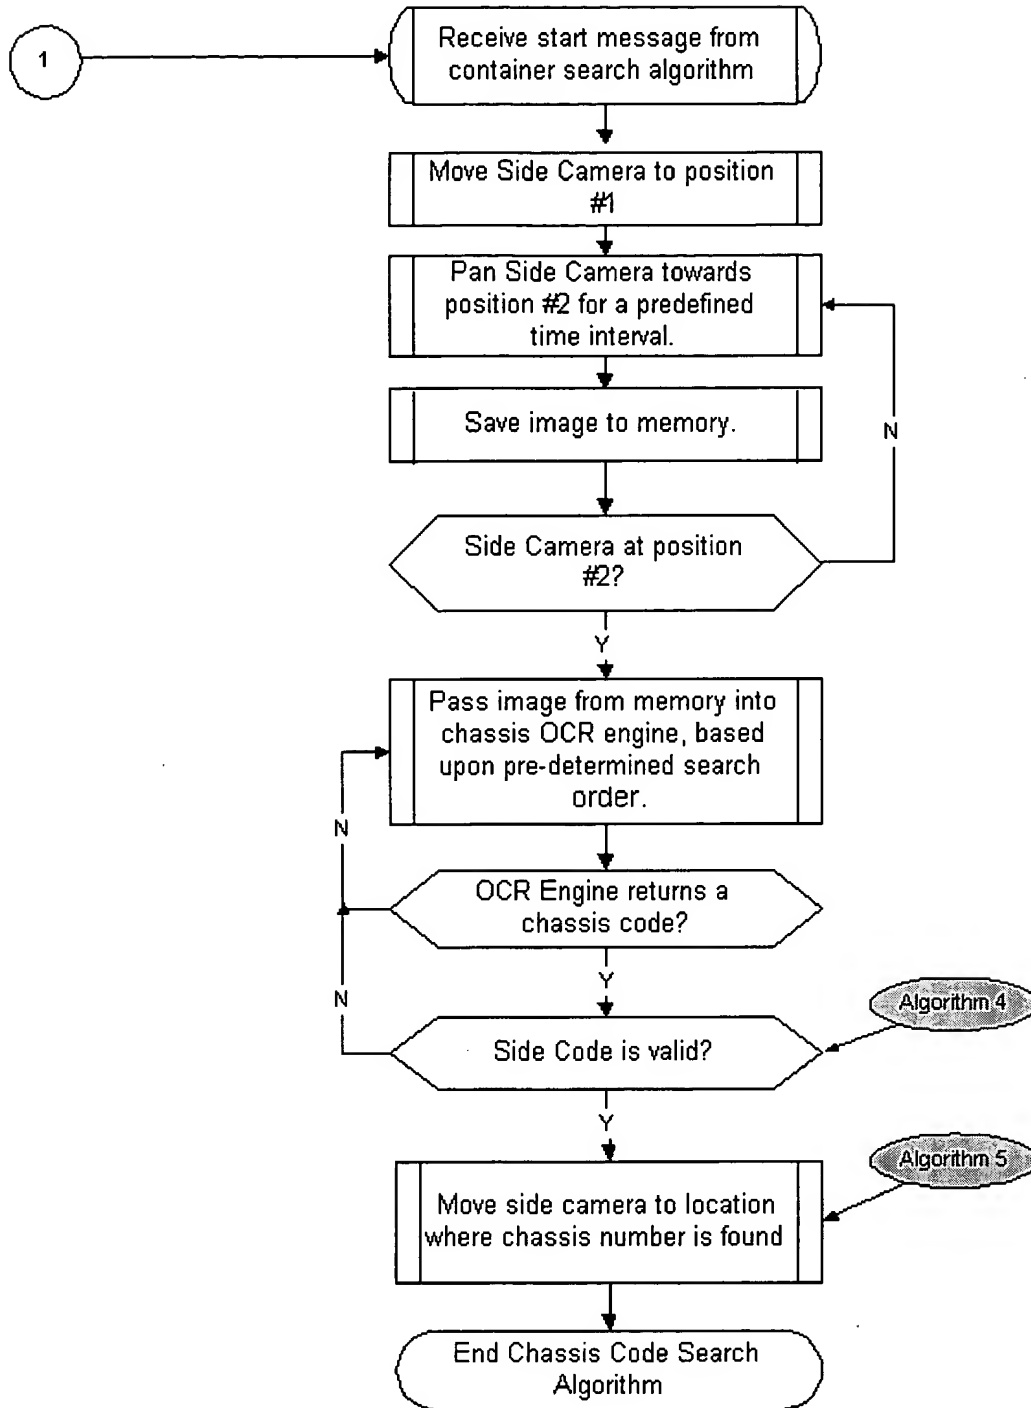 1
Receive start message from
container search algorithm
Move Side Camera to position
#1
Pan Side Camera towards
position #2 for a predefined
time interval.
Save image to memory.
N
Side Camera at position
#2?
Y
Pass image from memory into
chassis OCR engine, based
upon pre-determined search
order.
N
OCR Engine returns a
chassis code?
Y
N
Algorithm 4
Side Code is valid?
Y
Algorithm 5
Move side camera to location
where chassis number is found
End Chassis Code Search
Algorithm